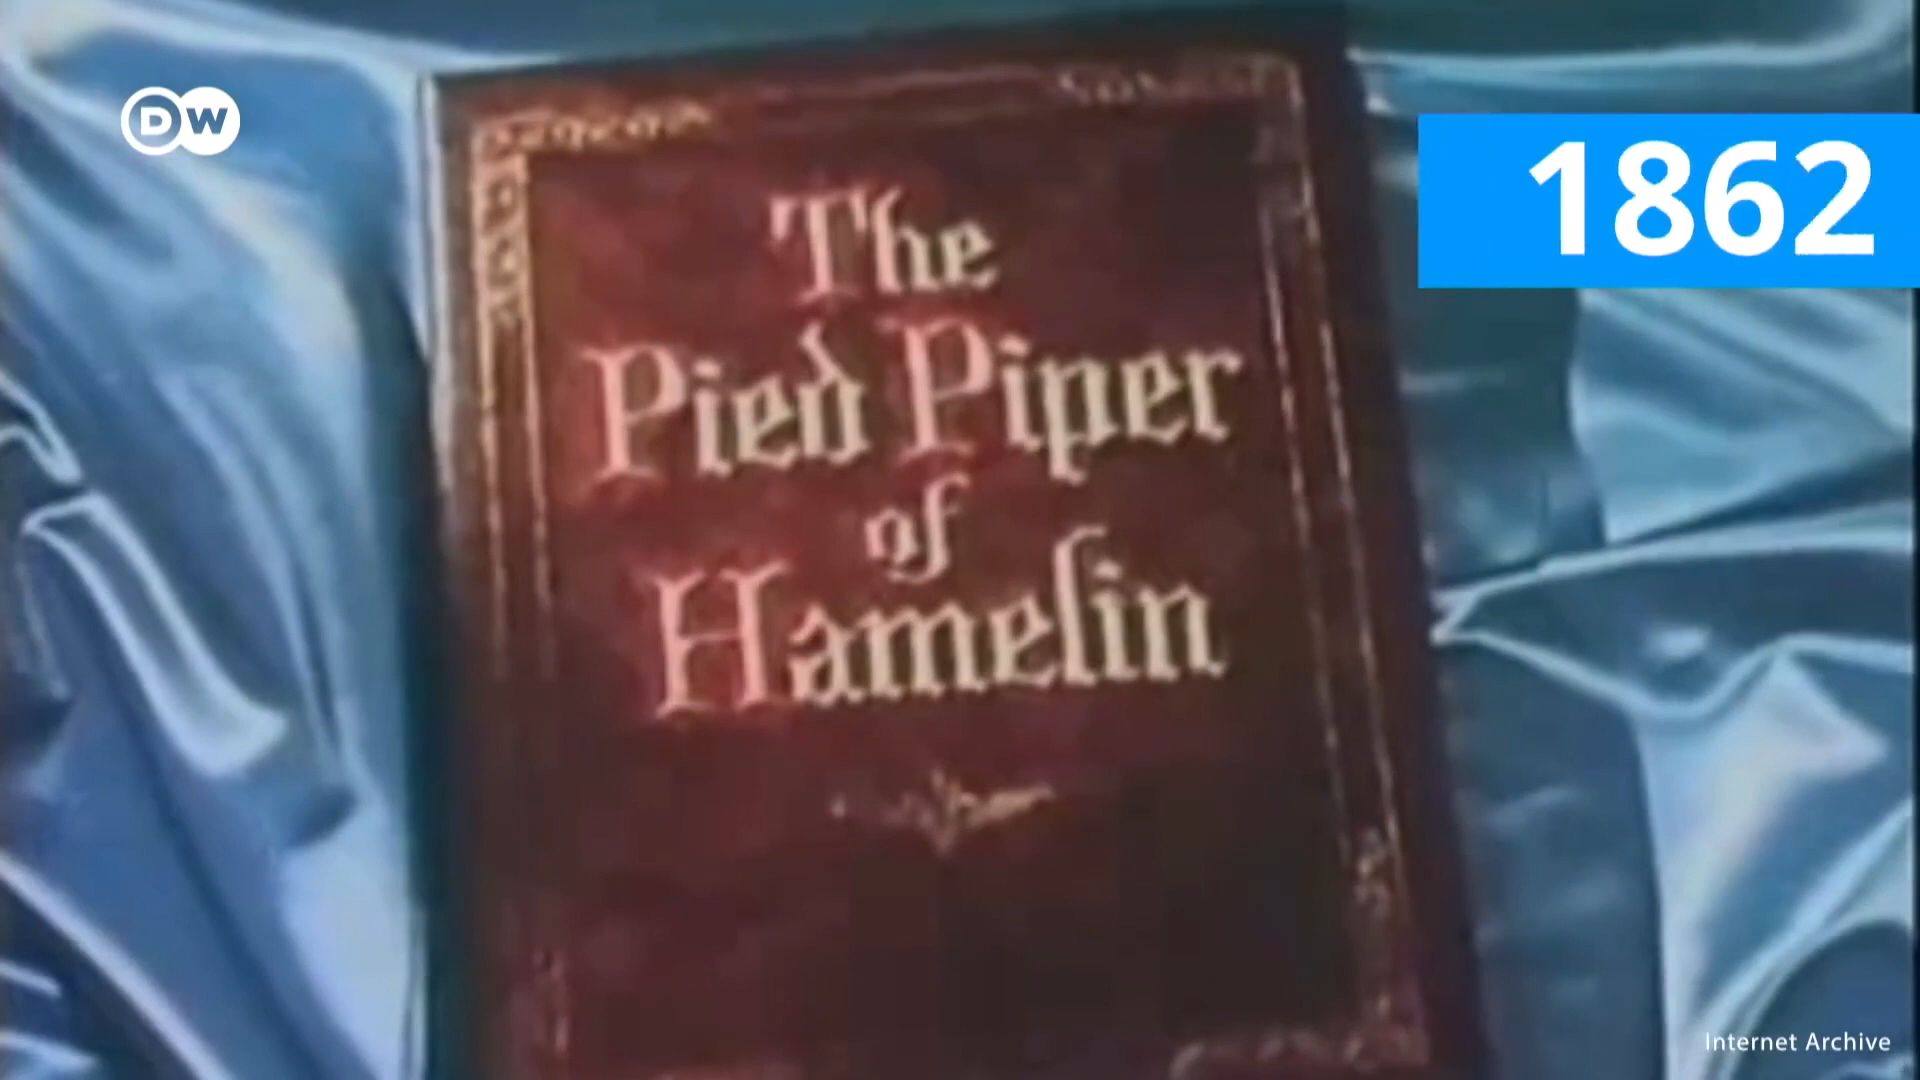 DW
1862
The
Pied Piper
of
Hamelin
Internet Archive